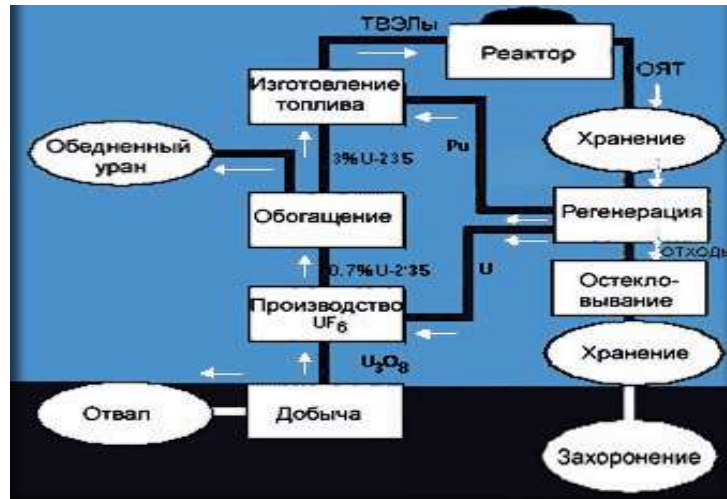 ТВЭЛы
Реактор
ОЯТ
Изготовление
топлива
Хранение
Обедненный
уран
3% U-235
Pu
Обогащение
Регенерация
отходы
0.7% U-235
U
Остекло-
вывание
Производство
UF6
Хранение
U3O8
Отвал
Добыча
Захоронение